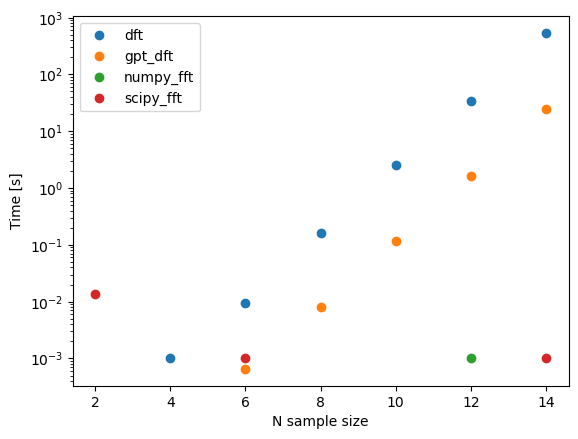 10³
dft
gpt_dft
numpy_fft
scipy_fft
10²
10¹
10⁰
10⁻¹
10⁻²
10⁻³
Time [s]
2 4 6 8 10 12 14
N sample size